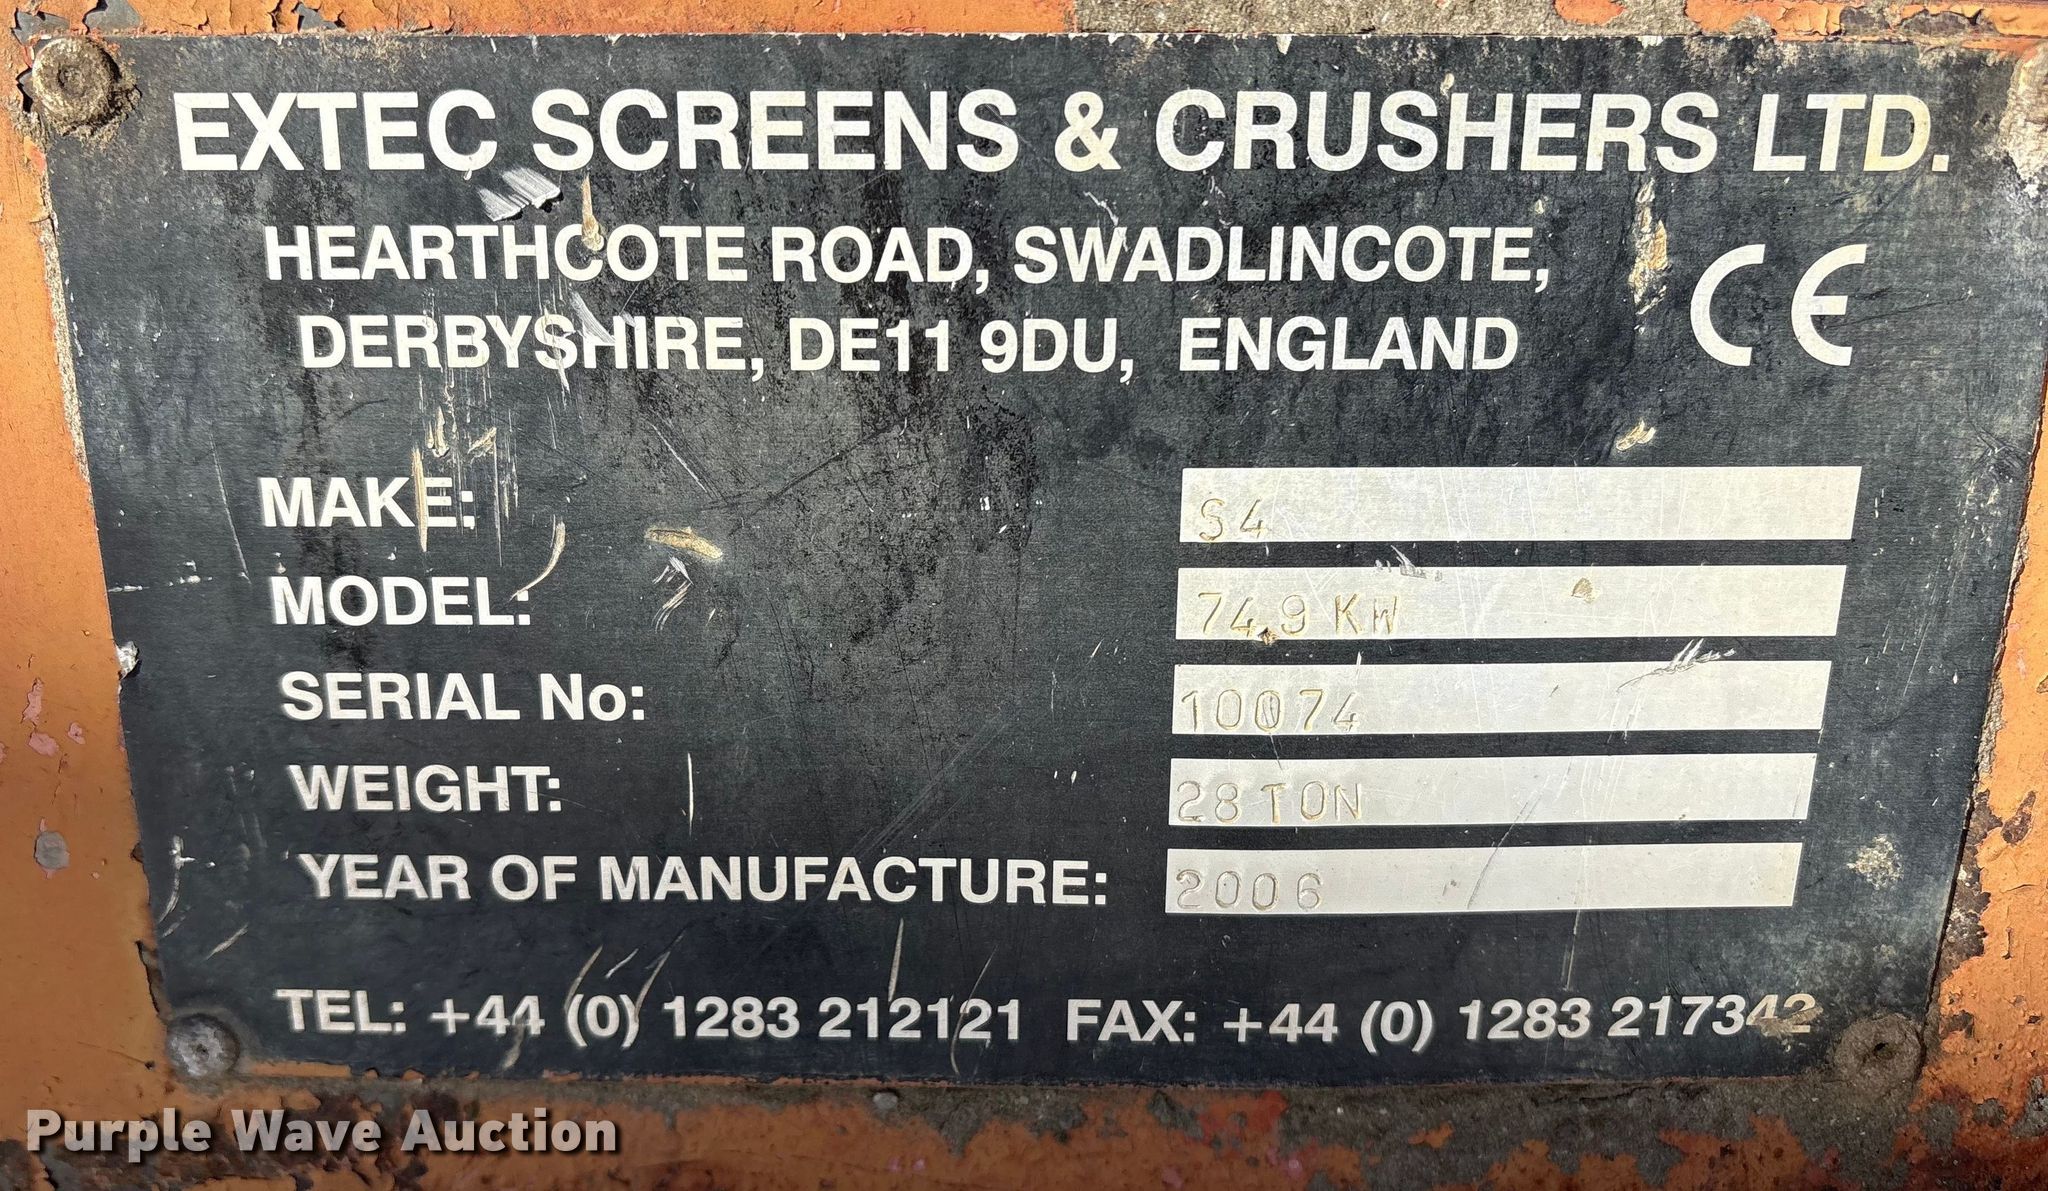 EXTEC SCREENS & CRUSHERS LTD.
HEARTHCOTE ROAD, SWADLINCOTE,
DERBYSHIRE, DE11 9DU, ENGLAND
CE
MAKE: S4
MODEL: 74.9 KW
SERIAL No: 10074
WEIGHT: 28 TON
YEAR OF MANUFACTURE: 2006
TEL: +44 (0) 1283 212121 FAX: +44 (0) 1283 217342
Purple Wave Auction